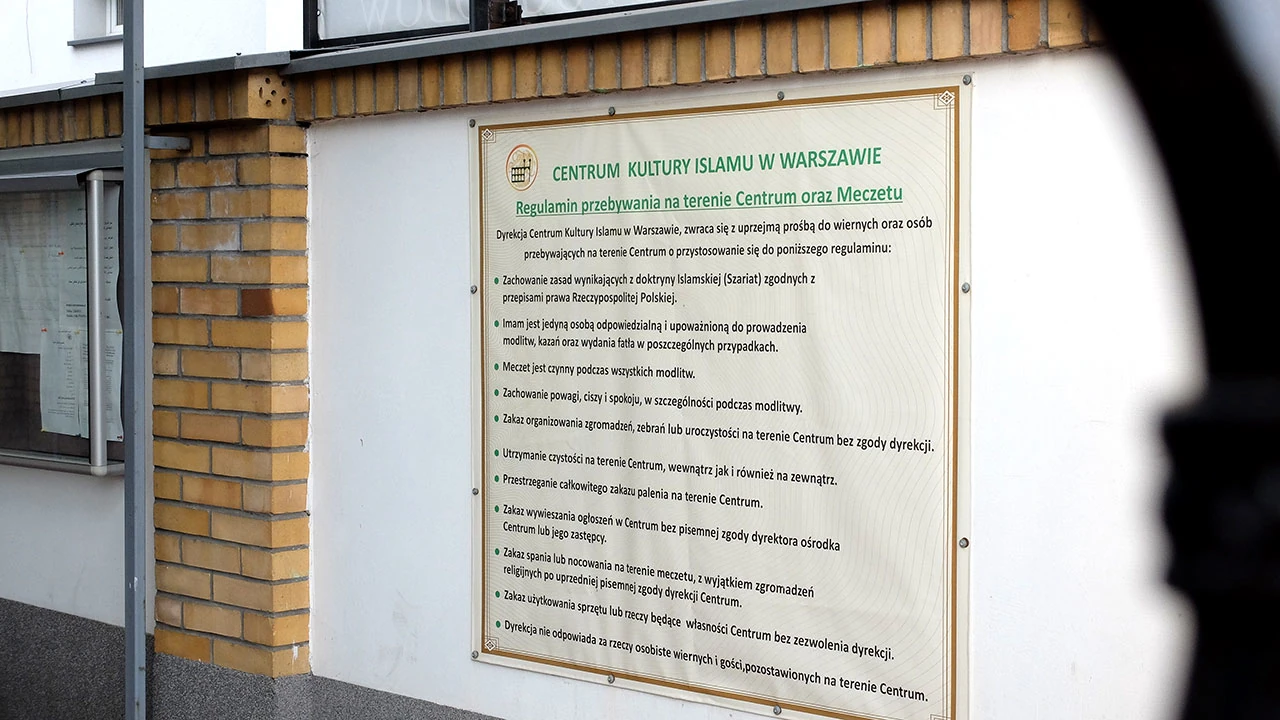 CENTRUM KULTURY ISLAMU W WARSZAWIE
Regulamin przebywania na terenie Centrum oraz Meczetu
Dyrekcja Centrum Kultury Islamu w Warszawie, zwraca się z uprzejmą prośbą do wiernych oraz osób
przebywających na terenie Centrum o przystosowanie się do poniższego regulaminu:
Zachowanie zasad wynikających z doktryny Islamskiej (Szariat) zgodnych z
przepisami prawa Rzeczypospolitej Polskiej.
Imam jest jedyną osobą odpowiedzialną i upoważnioną do prowadzenia
modlitw, kazań oraz wydania fatła w poszczególnych przypadkach.
Meczet jest czynny podczas wszystkich modlitw.
Zachowanie powagi, ciszy i spokoju, w szczególności podczas modlitwy.
Zakaz organizowania zgromadzeń, zebrań lub uroczystości na terenie Centrum bez zgody dyrekcji.
Utrzymanie czystości na terenie Centrum, wewnątrz jak i również na zewnątrz.
Przestrzeganie całkowitego zakazu palenia na terenie Centrum.
Zakaz wywieszania ogłoszeń w Centrum bez pisemnej zgody dyrektora ośrodka
Centrum lub jego zastępcy.
Zakaz spania lub nocowania na terenie meczetu, z wyjątkiem zgromadzeń
religijnych po uprzedniej pisemnej zgody dyrekcji Centrum.
Zakaz użytkowania sprzętu lub rzeczy będące własności Centrum bez zezwolenia dyrekcji.
Dyrekcja nie odpowiada za rzeczy osobiste wiernych i gości,pozostawionych na terenie Centrum.